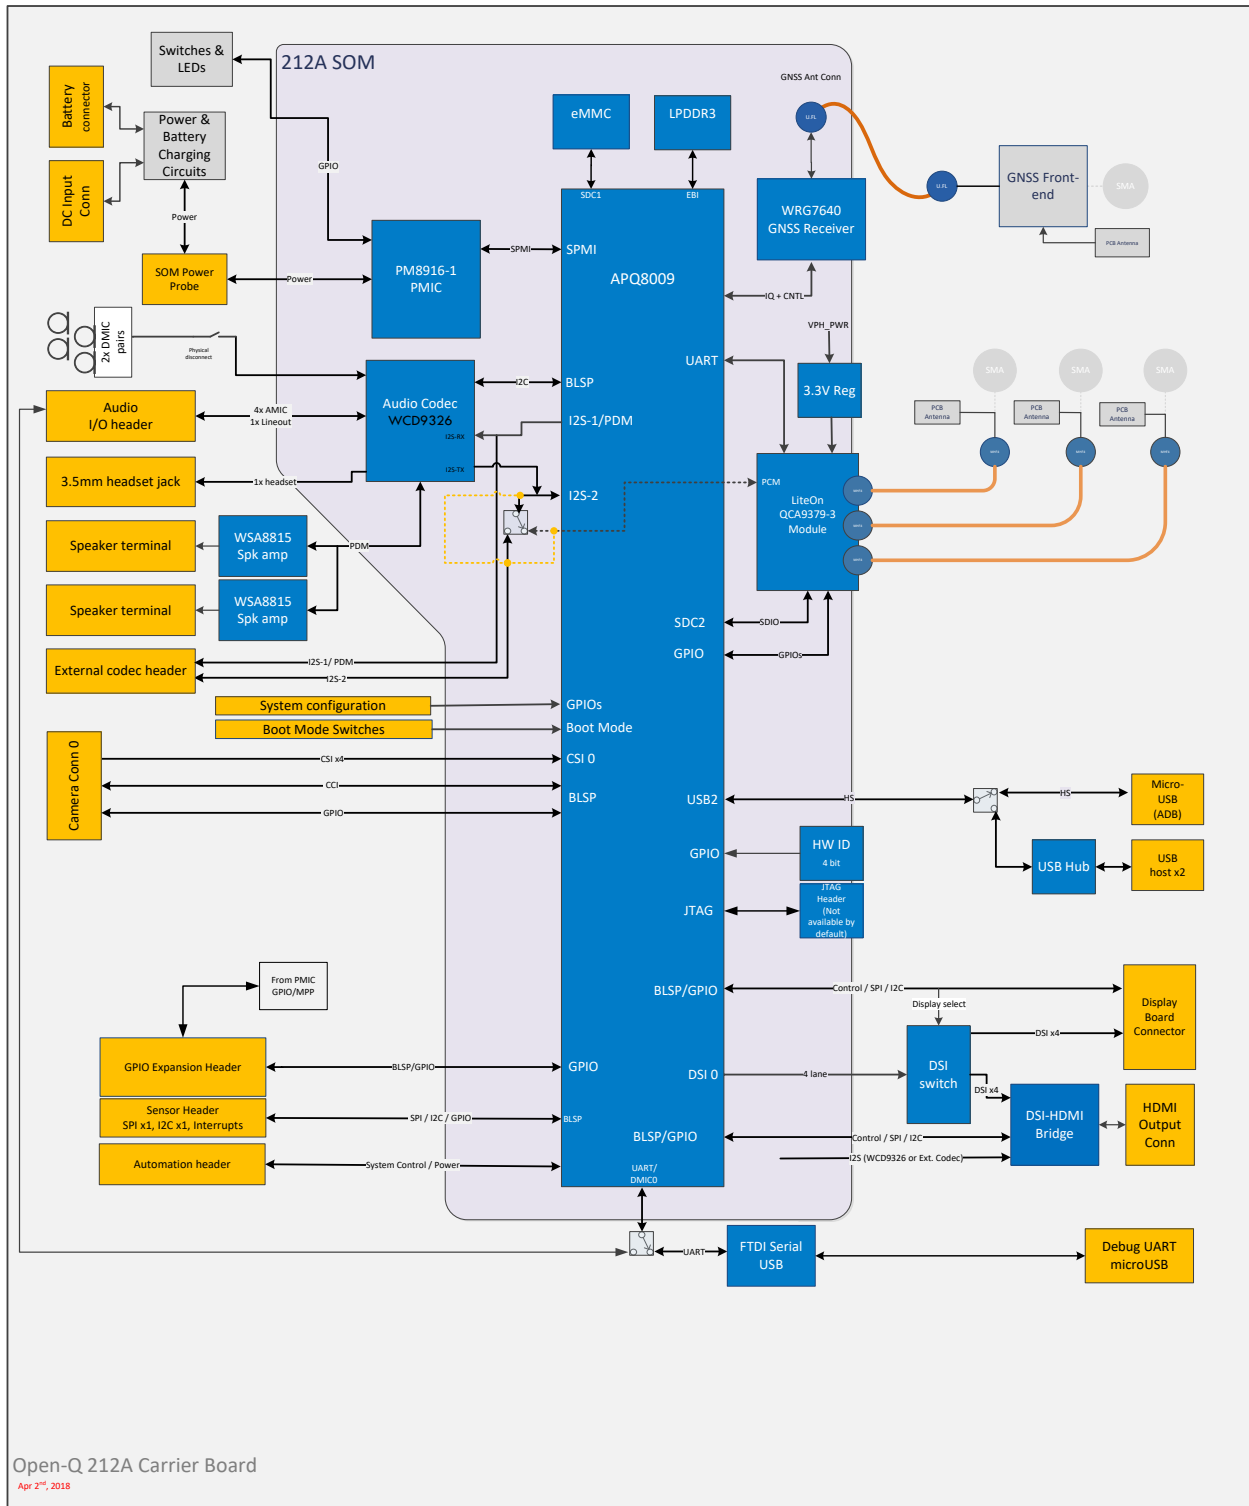 Switches &
LEDs
212A SOM
Battery
connector
Power &
Battery
Charging
Circuits
DC Input
Conn
Power
SOM Power
Probe
Power
GPIO
PM8916-1
PMIC
SPMI
SPMI
eMMC
LPDDR3
SDC1
EBI
APQ8009
GNSS Ant Conn
U.FL
WRG7640
GNSS Receiver
IQ + CNTL
U.FL
GNSS Front-
end
SMA
PCB Antenna
VPH_PWR
3.3V Reg
UART
2x DMIC
pairs
Physical
disconnect
Audio
I/O header
4x AMIC
1x Lineout
Audio Codec
WCD9326
I2S-RX
I2S-TX
I2C
BLSP
I2S-1/PDM
I2S-2
3.5mm headset jack
1x headset
Speaker terminal
WSA8815
Spk amp
PDM
Speaker terminal
WSA8815
Spk amp
External codec header
I2S-1/ PDM
I2S-2
PCM
LiteOn
QCA9379-3
Module
SMA
SMA
SMA
PCB
Antenna
PCB
Antenna
PCB
Antenna
SDC2
SDIO
GPIO
GPIOs
System configuration
GPIOs
Boot Mode Switches
Boot Mode
Camera Conn 0
CSI x4
CSI 0
CCI
BLSP
GPIO
USB2
HS
HS
Micro-
USB
(ADB)
USB Hub
USB
host x2
GPIO
HW ID
4 bit
JTAG
JTAG
Header
(Not
available by
default)
From PMIC
GPIO/MPP
GPIO Expansion Header
BLSP/GPIO
GPIO
Sensor Header
SPI x1, I2C x1, Interrupts
SPI / I2C / GPIO
BLSP
Automation header
System Control / Power
BLSP/GPIO
Control / SPI / I2C
Display select
Display
Board
Connector
DSI x4
DSI 0
4 lane
DSI
switch
DSI x4
DSI-HDMI
Bridge
HDMI
Output
Conn
BLSP/GPIO
Control / SPI / I2C
I2S (WCD9326 or Ext. Codec)
UART/
DMIC0
UART
FTDI Serial
USB
Debug UART
microUSB
Open-Q 212A Carrier Board
Apr 2nd, 2018